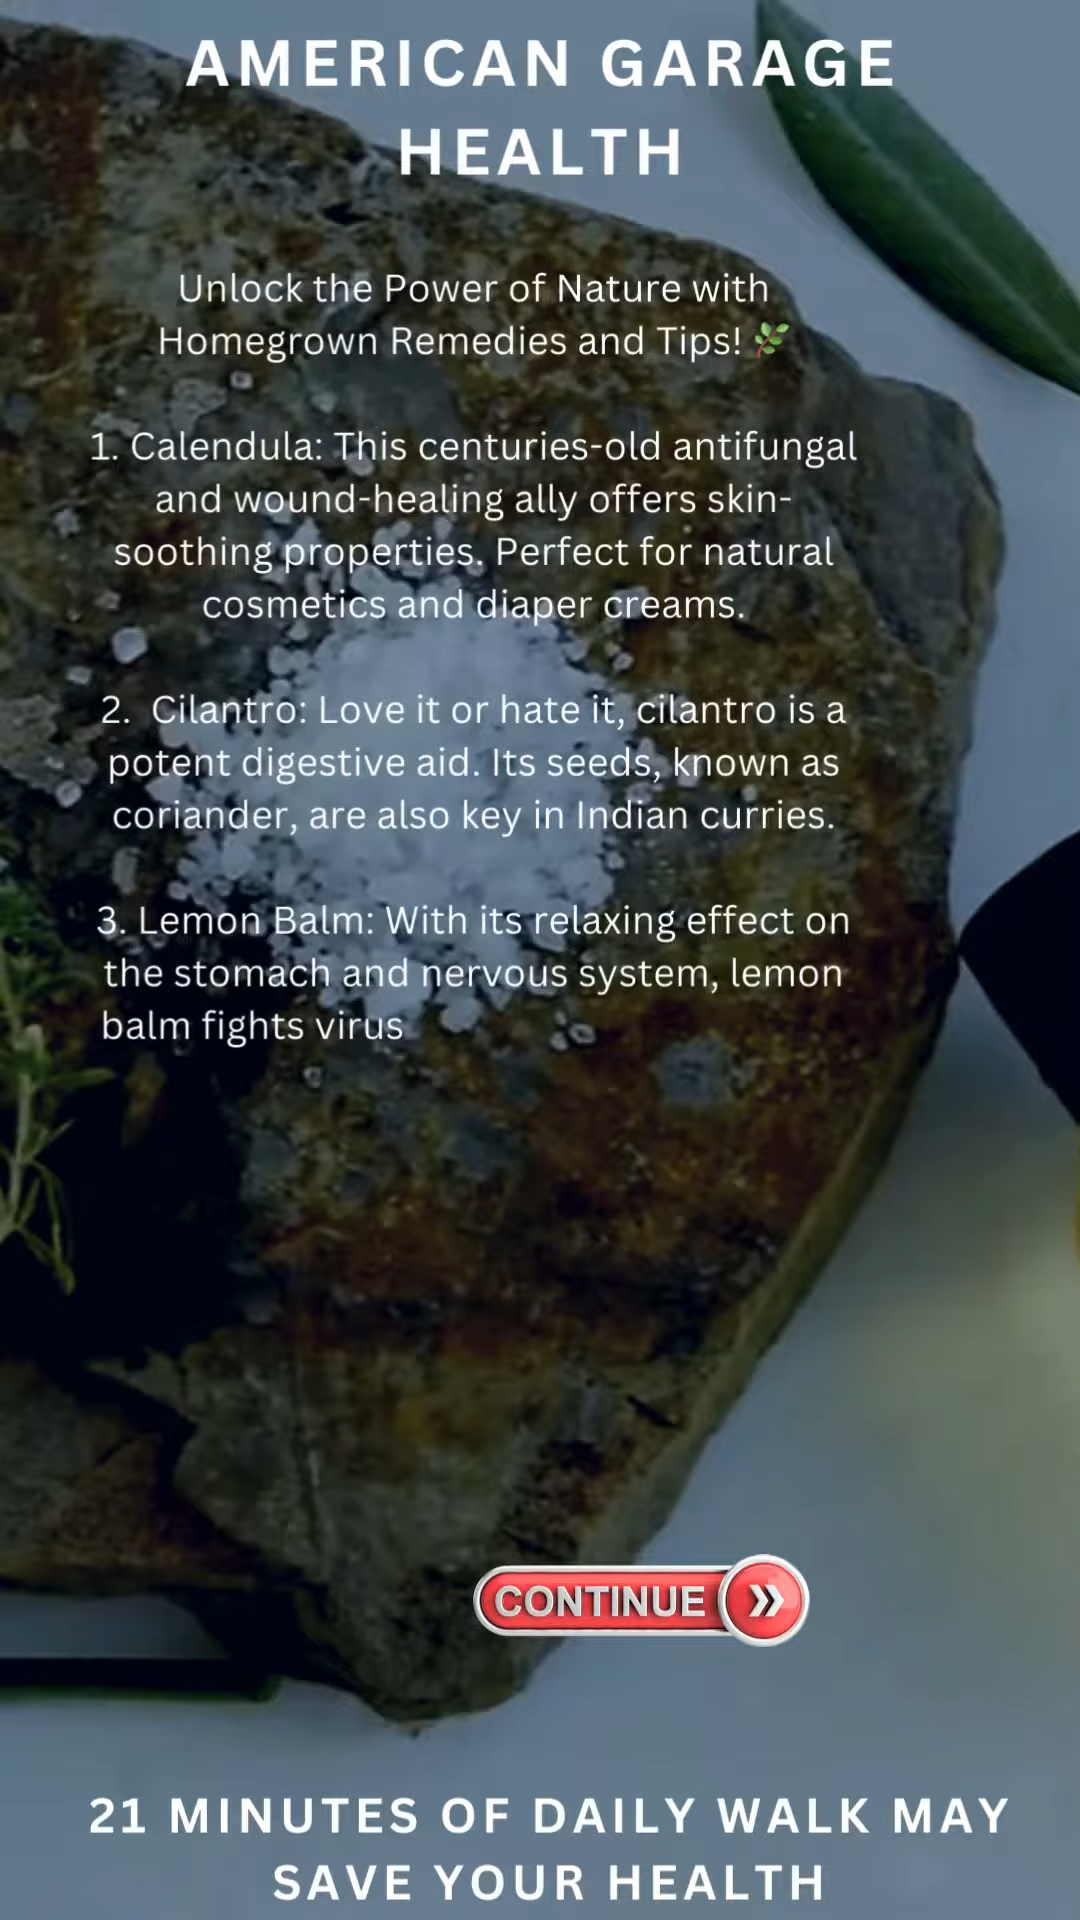 AMERICAN GARAGE
HEALTH
Unlock the Power of Nature with
Homegrown Remedies and Tips! 🌿
1. Calendula: This centuries-old antifungal
and wound-healing ally offers skin-
soothing properties. Perfect for natural
cosmetics and diaper creams.
2. Cilantro: Love it or hate it, cilantro is a
potent digestive aid. Its seeds, known as
coriander, are also key in Indian curries.
3. Lemon Balm: With its relaxing effect on
the stomach and nervous system, lemon
balm fights virus
CONTINUE »
21 MINUTES OF DAILY WALK MAY
SAVE YOUR HEALTH